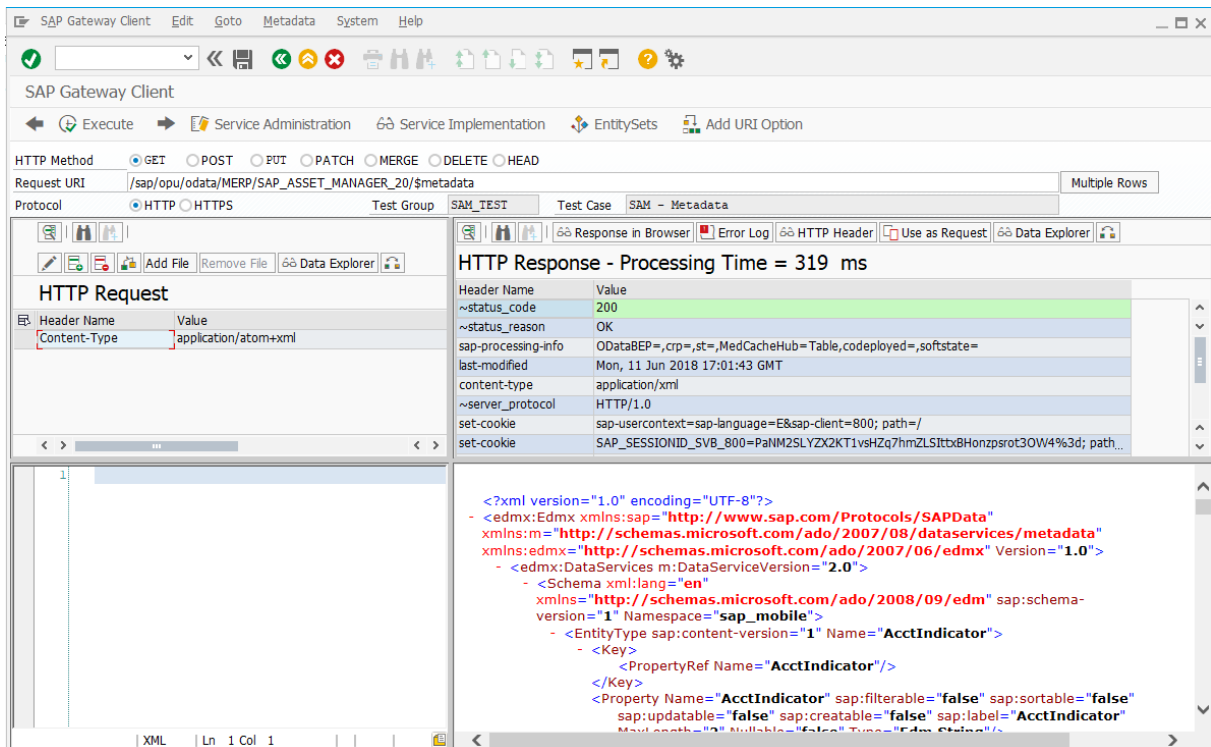 SAP Gateway Client Edit Goto Metadata System Help
SAP Gateway Client
Execute Service Administration Service Implementation EntitySets Add URI Option
HTTP Method GET POST PUT PATCH MERGE DELETE HEAD
Request URI /sap/opu/odata/MERP/SAP_ASSET_MANAGER_20/$metadata Multiple Rows
Protocol HTTP HTTPS Test Group SAM_TEST Test Case SAM - Metadata
Add File Remove File Data Explorer
HTTP Request
Header Name Value
Content-Type application/atom+xml
1
XML Ln 1 Col 1
Response in Browser Error Log HTTP Header Use as Request Data Explorer
HTTP Response - Processing Time = 319 ms
Header Name Value
~status_code 200
~status_reason OK
sap-processing-info ODataBEP=,crp=,st=,MedCacheHub=Table,codeployed=,softstate=
last-modified Mon, 11 Jun 2018 17:01:43 GMT
content-type application/xml
~server_protocol HTTP/1.0
set-cookie sap-usercontext=sap-language=E&sap-client=800; path=/
set-cookie SAP_SESSIONID_SVB_800=PaNM2SLYZX2KT1vsHZq7hmZLSIttxBHonzpsrot3OW4%3d; path...
<?xml version="1.0" encoding="UTF-8"?>
- <edmx:Edmx xmlns:sap="http://www.sap.com/Protocols/SAPData"
xmlns:m="http://schemas.microsoft.com/ado/2007/08/dataservices/metadata"
xmlns:edmx="http://schemas.microsoft.com/ado/2007/06/edmx" Version="1.0">
- <edmx:DataServices m:DataServiceVersion="2.0">
- <Schema xml:lang="en"
xmlns="http://schemas.microsoft.com/ado/2008/09/edm" sap:schema-
version="1" Namespace="sap_mobile">
- <EntityType sap:content-version="1" Name="AcctIndicator">
- <Key>
<PropertyRef Name="AcctIndicator"/>
</Key>
<Property Name="AcctIndicator" sap:filterable="false" sap:sortable="false"
sap:updatable="false" sap:creatable="false" sap:label="AcctIndicator"
MaxLength="2" Nullable="false" Type="Edm.String"/>